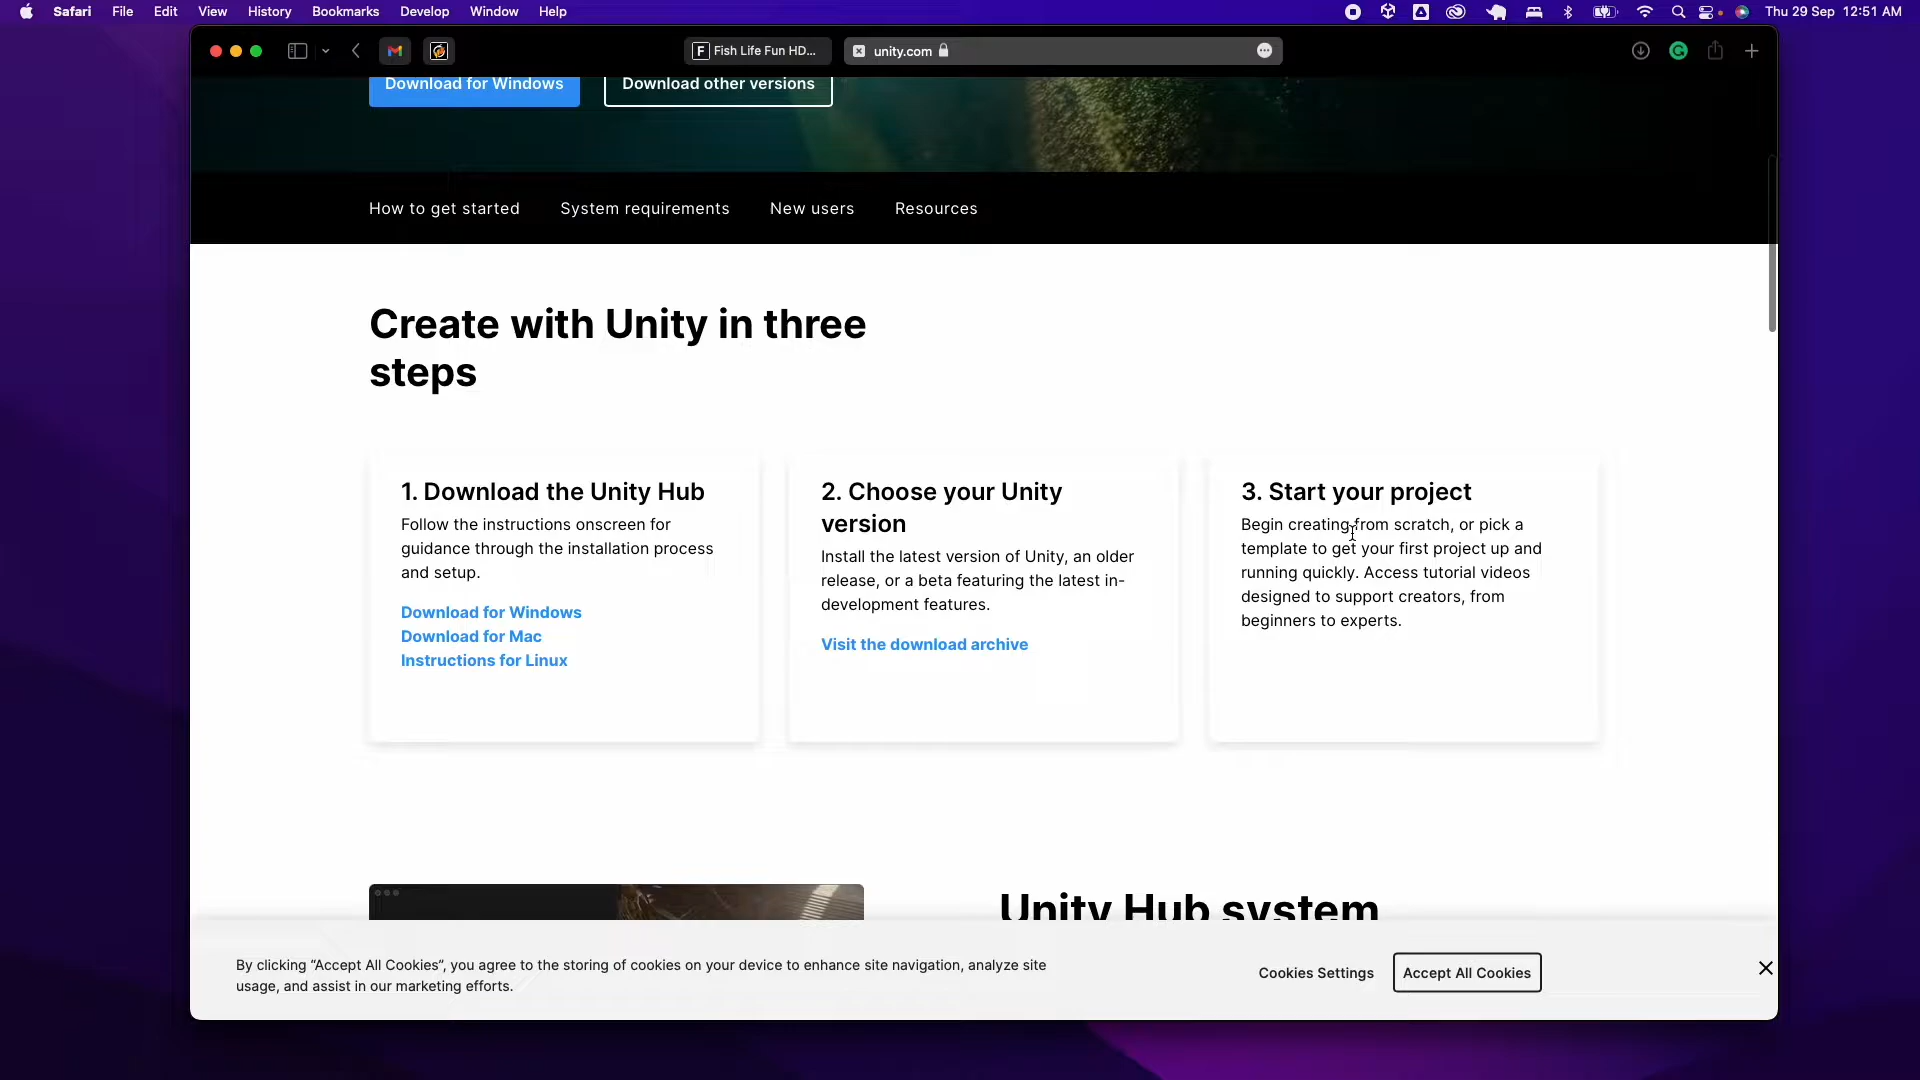 Safari File Edit View History Bookmarks Develop Window Help Thu 29 Sep 12:51 AM
F Fish Life Fun HD... unity.com
Download for Windows Download other versions
How to get started System requirements New users Resources
Create with Unity in three
steps
1. Download the Unity Hub
Follow the instructions onscreen for
guidance through the installation process
and setup.
Download for Windows
Download for Mac
Instructions for Linux
2. Choose your Unity
version
Install the latest version of Unity, an older
release, or a beta featuring the latest in-
development features.
Visit the download archive
3. Start your project
Begin creating from scratch, or pick a
template to get your first project up and
running quickly. Access tutorial videos
designed to support creators, from
beginners to experts.
Unity Hub system
By clicking “Accept All Cookies”, you agree to the storing of cookies on your device to enhance site navigation, analyze site
usage, and assist in our marketing efforts.
Cookies Settings Accept All Cookies